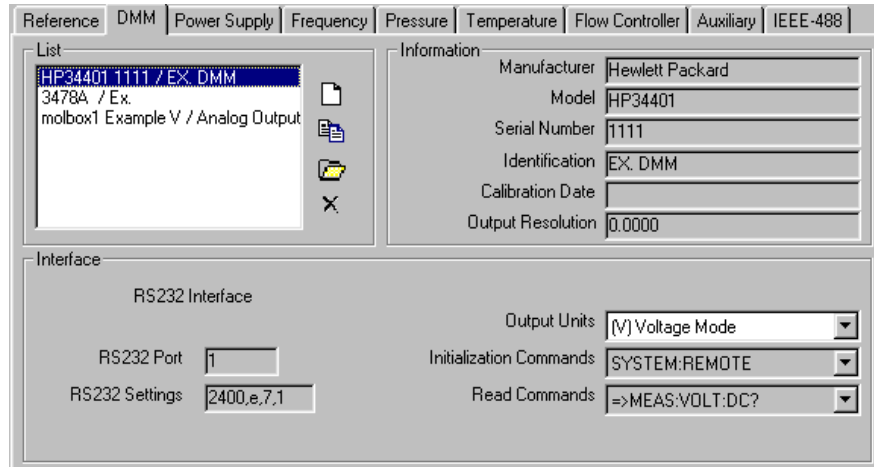 Reference DMM Power Supply Frequency Pressure Temperature Flow Controller Auxiliary IEEE-488
List
HP34401 1111 / EX. DMM
3478A / Ex.
molbox1 Example V / Analog Output
Information
Manufacturer Hewlett Packard
Model HP34401
Serial Number 1111
Identification EX. DMM
Calibration Date
Output Resolution 0.0000
Interface
RS232 Interface
RS232 Port 1
RS232 Settings 2400,e,7,1
Output Units (V) Voltage Mode
Initialization Commands SYSTEM:REMOTE
Read Commands =>MEAS:VOLT:DC?